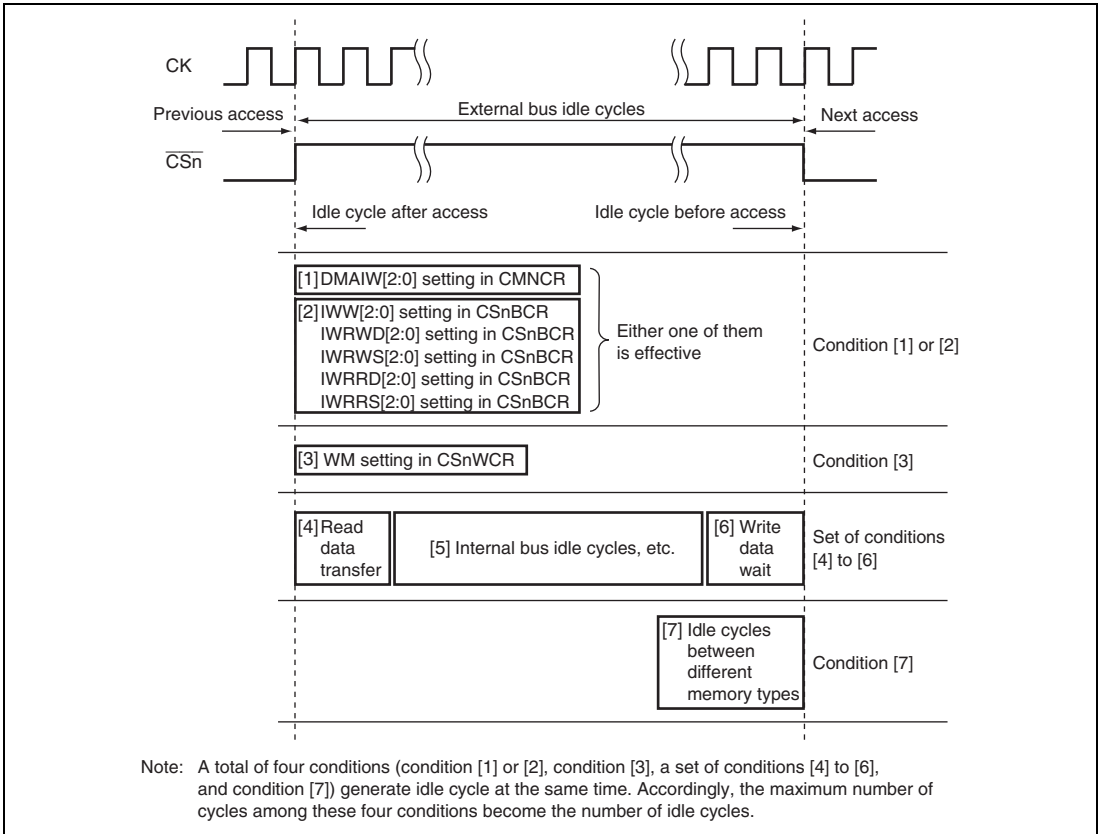 CK
Previous access
External bus idle cycles
Next access
CSn
Idle cycle after access
Idle cycle before access
[1] DMAIW[2:0] setting in CMNCR
[2] IWW[2:0] setting in CSnBCR
IWRWD[2:0] setting in CSnBCR
IWRWS[2:0] setting in CSnBCR
IWRRD[2:0] setting in CSnBCR
IWRRS[2:0] setting in CSnBCR
Either one of them
is effective
Condition [1] or [2]
[3] WM setting in CSnWCR
Condition [3]
[4] Read
data
transfer
[5] Internal bus idle cycles, etc.
[6] Write
data
wait
Set of conditions
[4] to [6]
[7] Idle cycles
between
different
memory types
Condition [7]
Note: A total of four conditions (condition [1] or [2], condition [3], a set of conditions [4] to [6],
and condition [7]) generate idle cycle at the same time. Accordingly, the maximum number of
cycles among these four conditions become the number of idle cycles.